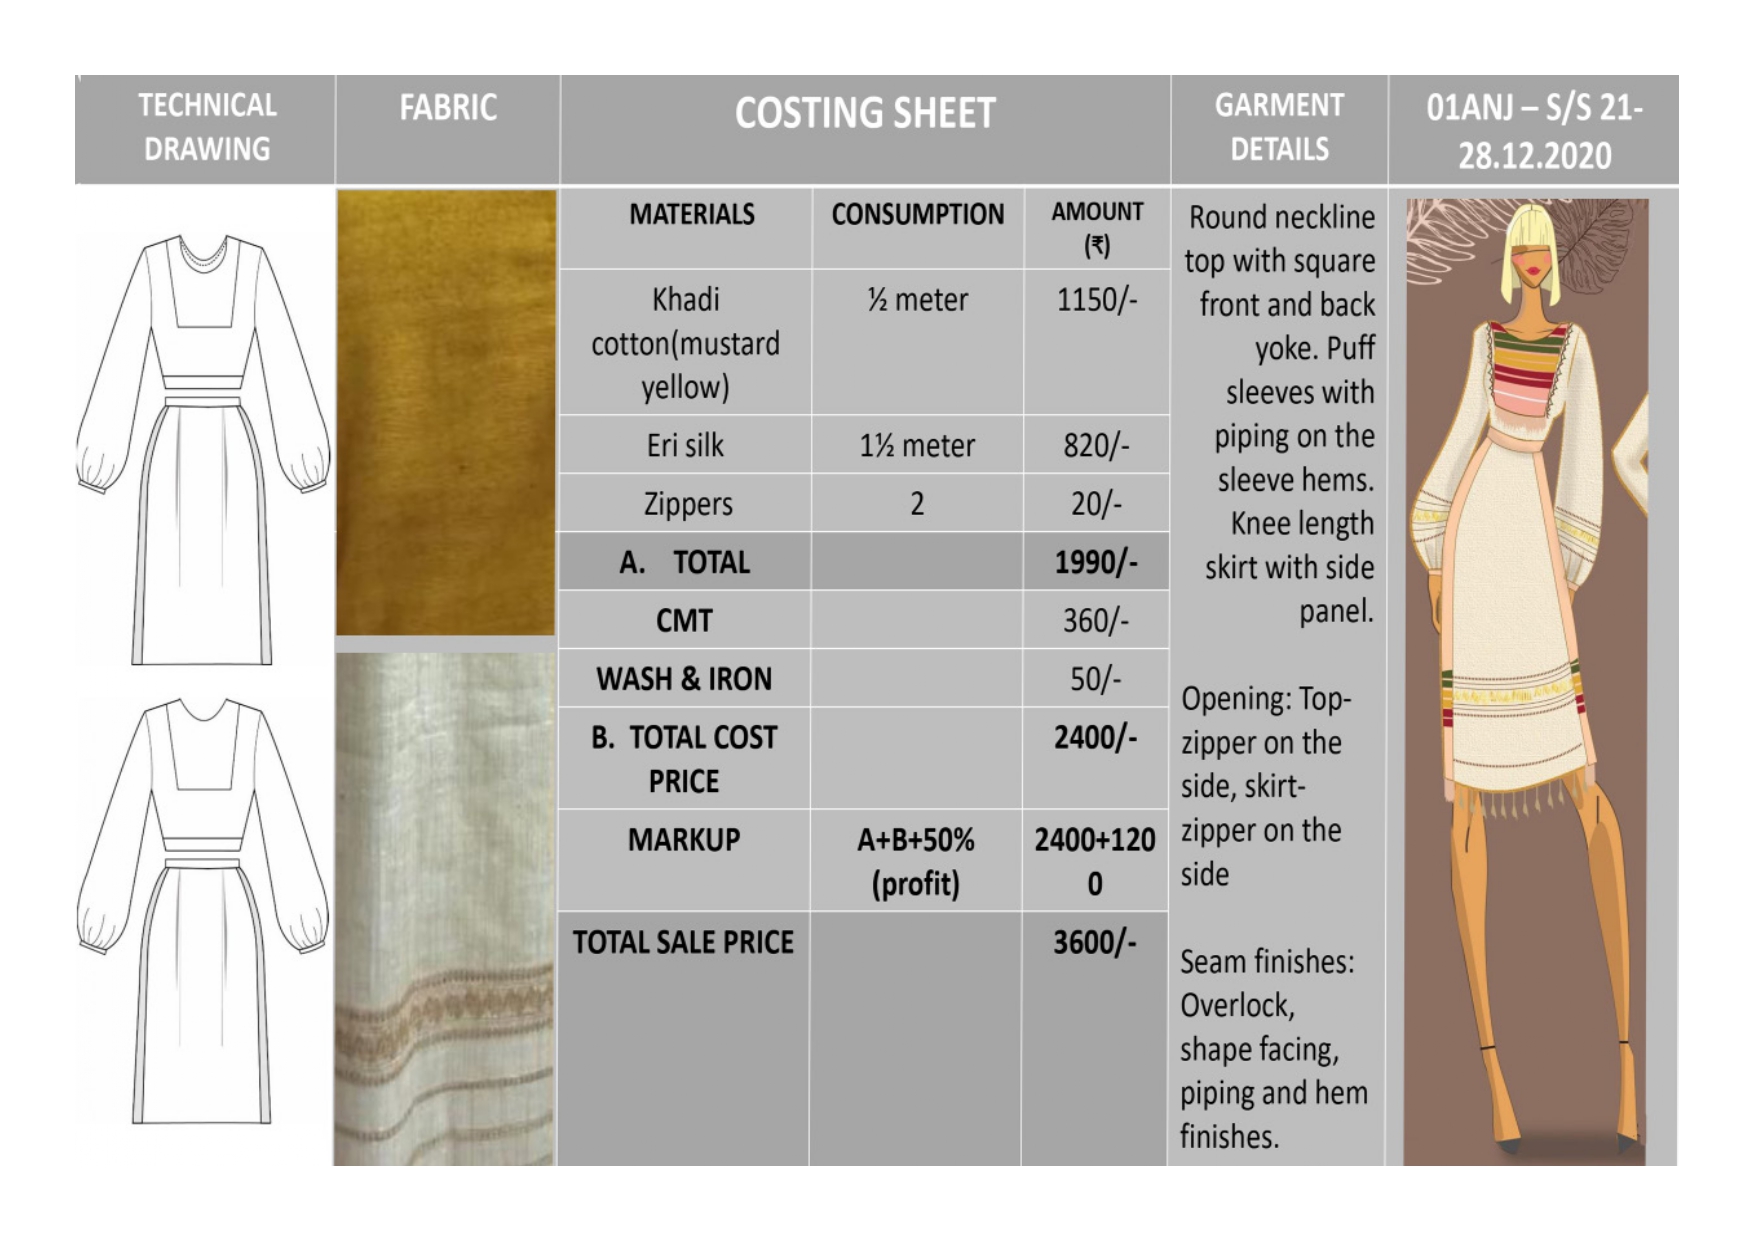 TECHNICAL
DRAWING
FABRIC
COSTING SHEET
GARMENT
DETAILS
01ANJ – S/S 21-
28.12.2020
MATERIALS
CONSUMPTION
AMOUNT
(₹)
Khadi
cotton(mustard
yellow)
½ meter
1150/-
Eri silk
1½ meter
820/-
Zippers
2
20/-
A. TOTAL
1990/-
CMT
360/-
WASH & IRON
50/-
B. TOTAL COST
PRICE
2400/-
MARKUP
A+B+50%
(profit)
2400+120
0
TOTAL SALE PRICE
3600/-
Round neckline
top with square
front and back
yoke. Puff
sleeves with
piping on the
sleeve hems.
Knee length
skirt with side
panel.
Opening: Top-
zipper on the
side, skirt-
zipper on the
side
Seam finishes:
Overlock,
shape facing,
piping and hem
finishes.